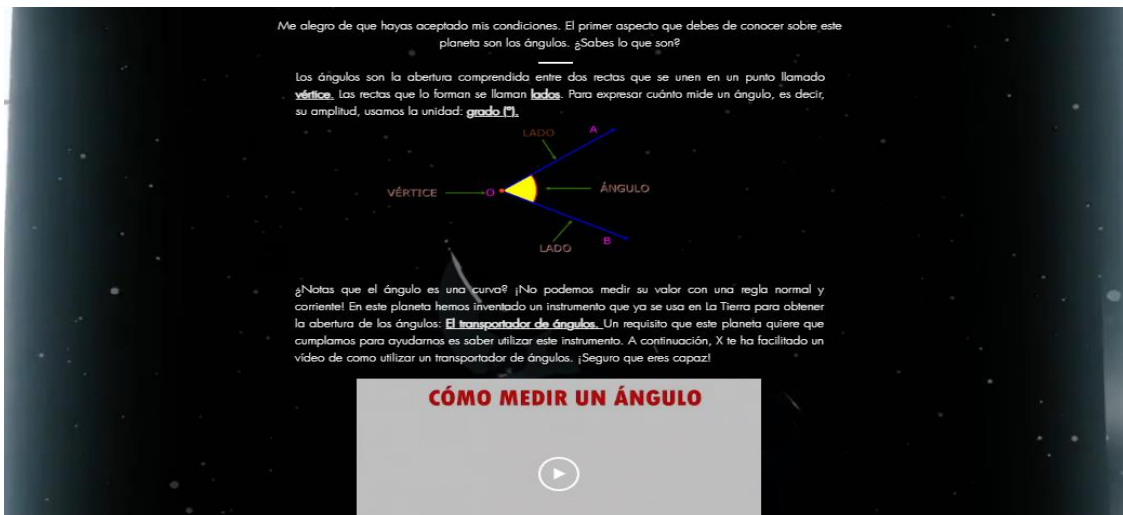 Me alegro de que hayas aceptado mis condiciones. El primer aspecto que debes de conocer sobre este
planeta son los ángulos. ¿Sabes lo que son?
Los ángulos son la abertura comprendida entre dos rectas que se unen en un punto llamado
vértice. Las rectas que lo forman se llaman lados. Para expresar cuánto mide un ángulo, es decir,
su amplitud, usamos la unidad: grado (º).
LADO
A
VÉRTICE
O
ÁNGULO
LADO
B
¿Notas que el ángulo es una curva? ¡No podemos medir su valor con una regla normal y
corriente! En este planeta hemos inventado un instrumento que ya se usa en La Tierra para obtener
la abertura de los ángulos: El transportador de ángulos. Un requisito que este planeta quiere que
cumplamos para ayudarnos es saber utilizar este instrumento. A continuación, X te ha facilitado un
vídeo de como utilizar un transportador de ángulos. ¡Seguro que eres capaz!
CÓMO MEDIR UN ÁNGULO